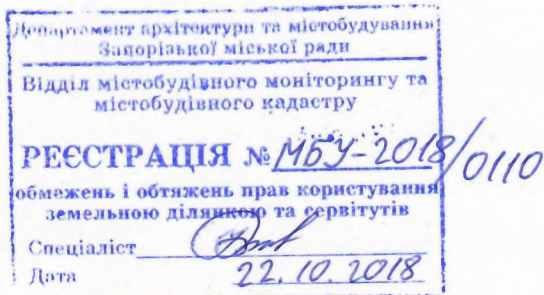 Департамент архітектури та містобудування
Запорізької міської ради
Відділ містобудівного моніторингу та
містобудівного кадастру
РЕЄСТРАЦІЯ № МБУ-2018/0110
обмежень і обтяжень прав користування
земельною ділянкою та сервітутів
Спеціаліст
Дата 22.10.2018